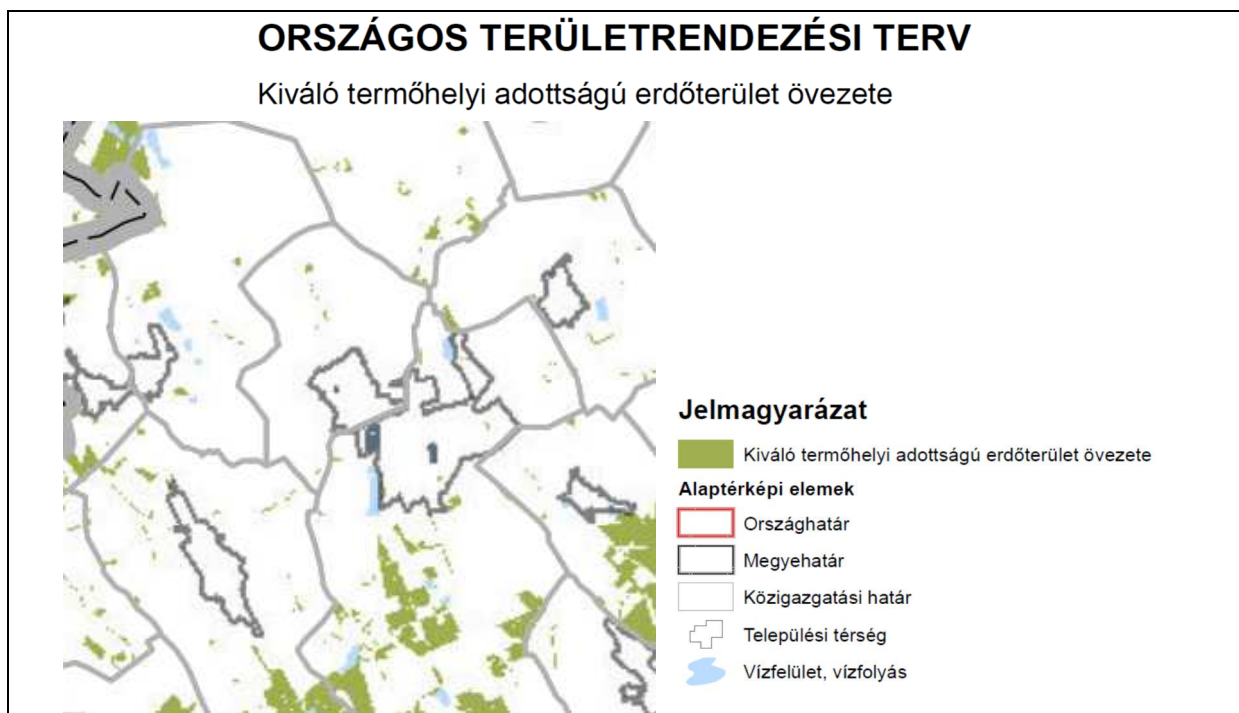 ORSZÁGOS TERÜLETRENDEZÉSI TERV
Kiváló termőhelyi adottságú erdőterület övezete
1
Jelmagyarázat
Kiváló termőhelyi adottságú erdőterület övezete
Alaptérképi elemek
Országhatár
Megyehatár
Közigazgatási határ
Települési térség
Vízfelület, vízfolyás